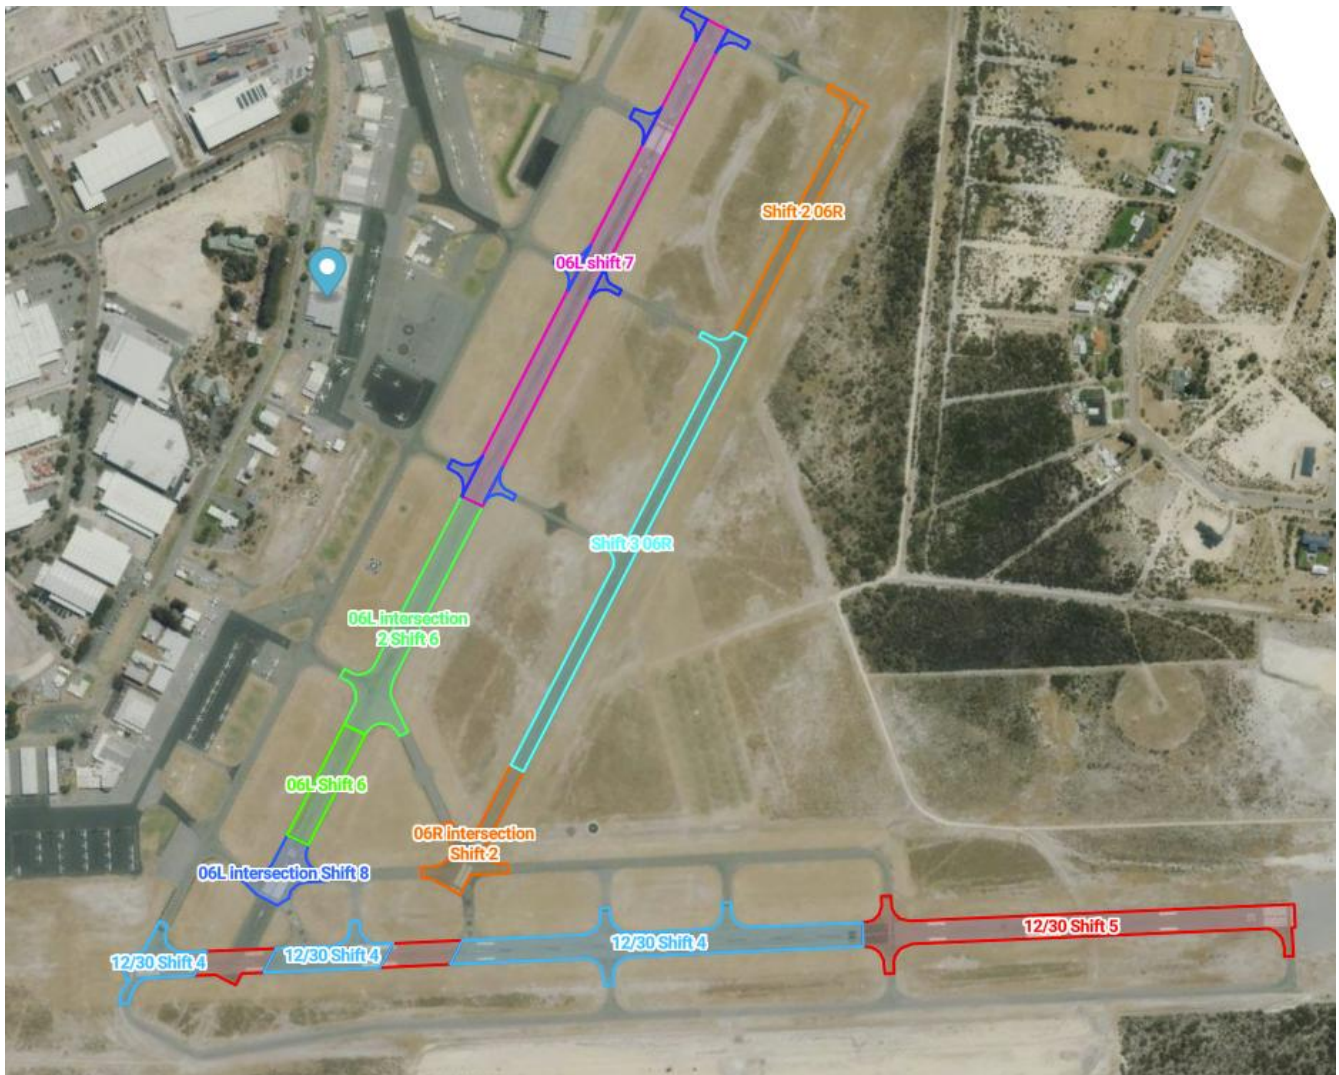 Shift 2 06R
06L shift 7
Shift 3 06R
06L intersection
2 Shift 6
06L Shift 6
06R intersection
Shift 2
06L intersection Shift 8
12/30 Shift 5
12/30 Shift 4
12/30 Shift 4
12/30 Shift 4